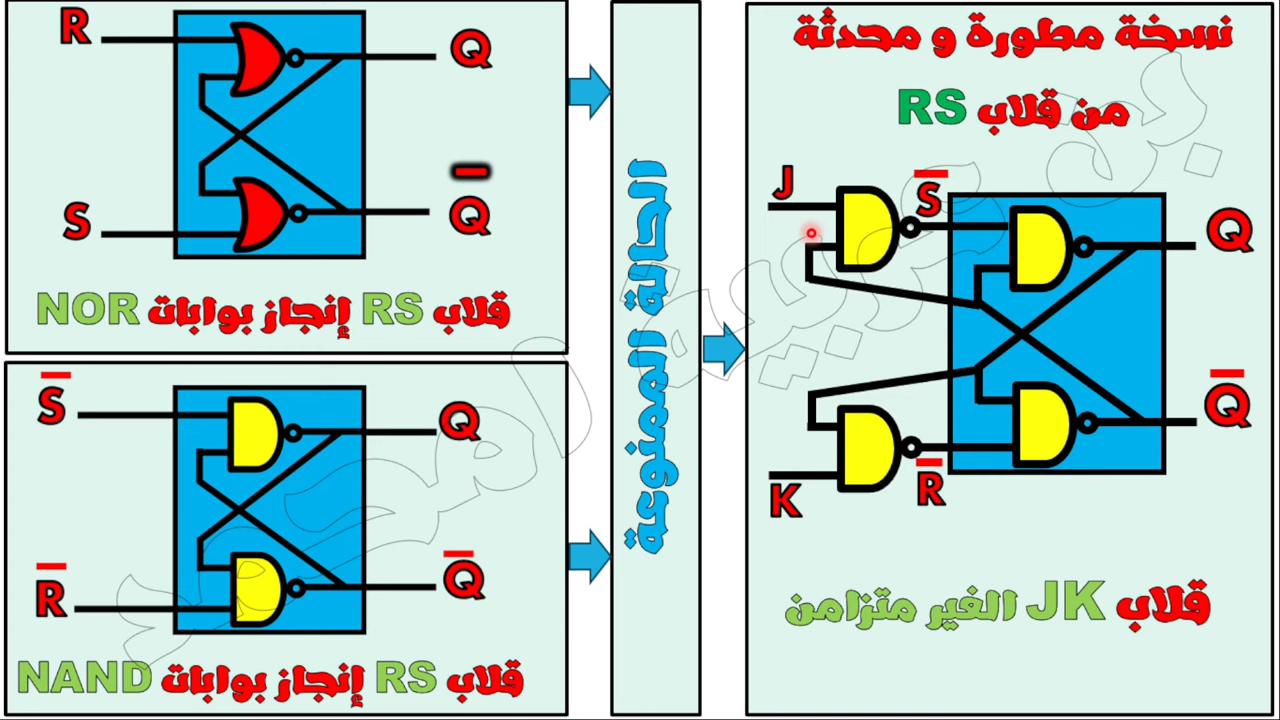 R
Q
S
Q̅
قلاب RS إنجاز بوابات NOR
S̅
Q
R̅
Q̅
قلاب RS إنجاز بوابات NAND
الحالة الممنوعة
نسخة مطورة و محدثة
من قلاب RS
J
S̅
Q
K
R̅
Q̅
قلاب JK الغير متزامن